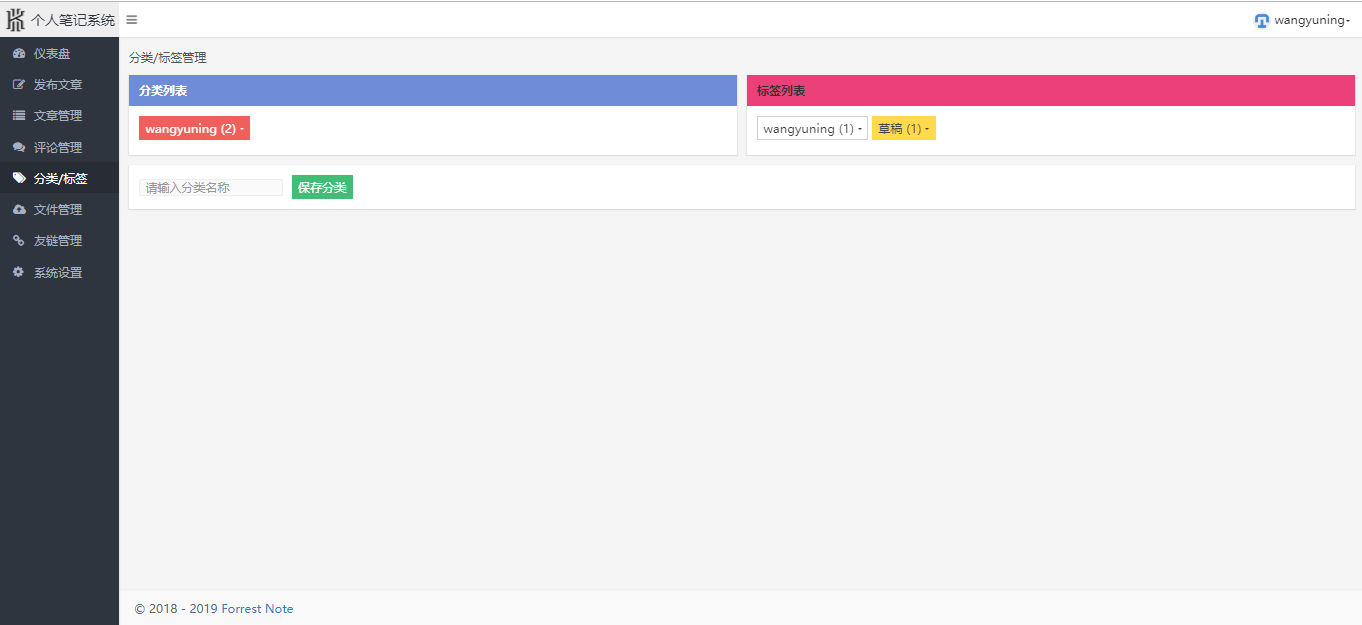 个人笔记系统
wangyuning
仪表盘
发布文章
文章管理
评论管理
分类/标签
文件管理
友链管理
系统设置
分类/标签管理
分类列表
wangyuning (2)
标签列表
wangyuning (1)
草稿 (1)
请输入分类名称
保存分类
© 2018 - 2019 Forrest Note